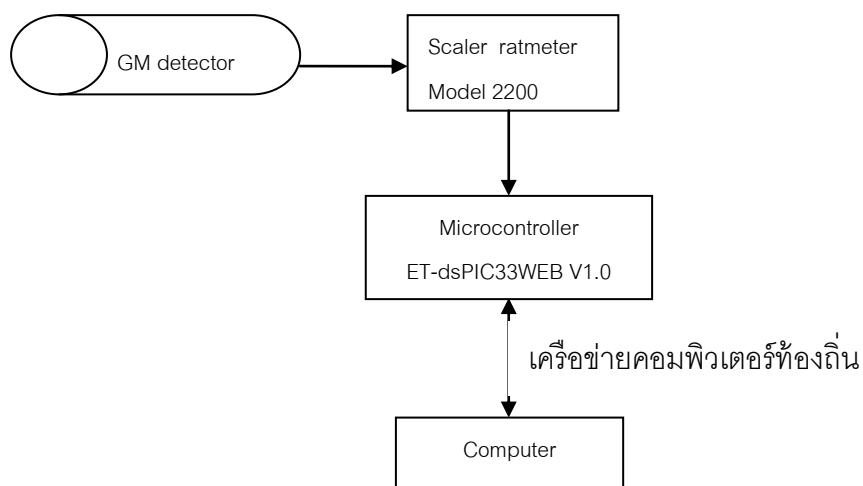 GM detector
Scaler ratmeter
Model 2200
Microcontroller
ET-dsPIC33WEB V1.0
เครือข่ายคอมพิวเตอร์ท้องถิ่น
Computer